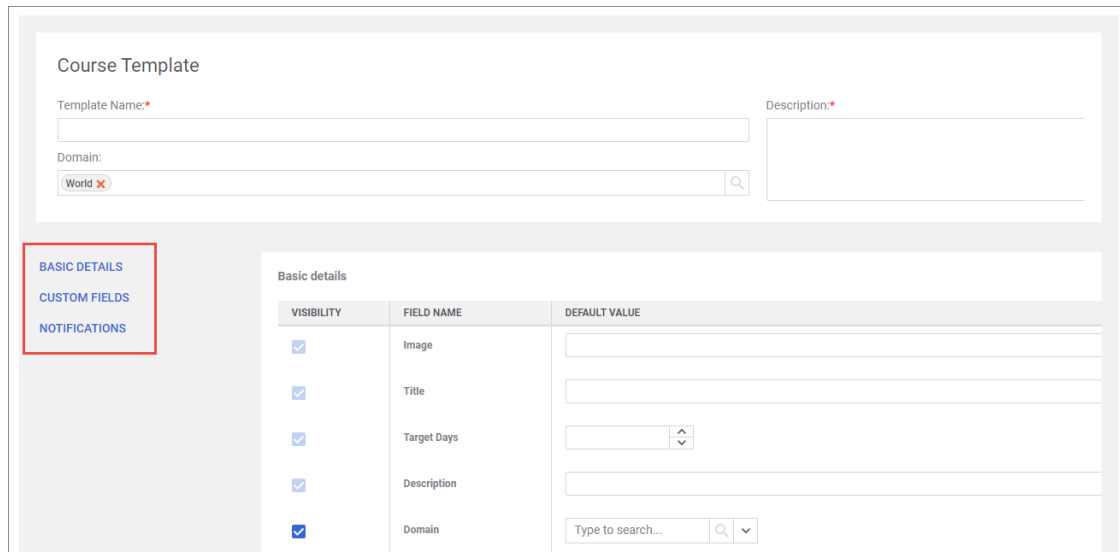 Course Template
Template Name:*
Description:*
Domain:
World
BASIC DETAILS
CUSTOM FIELDS
NOTIFICATIONS
Basic details
VISIBILITY FIELD NAME DEFAULT VALUE
Image
Title
Target Days
Description
Domain Type to search...